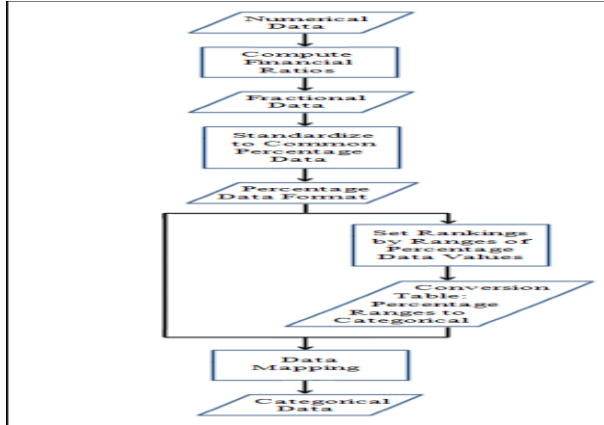 Numerical
Data
Compute
Financial
Ratios
Fractional
Data
Standardize
to Common
Percentage
Data
Percentage
Data Format
Set Rankings
by Ranges of
Percentage
Data Values
Conversion
Table:
Percentage
Ranges to
Categorical
Data
Mapping
Categorical
Data